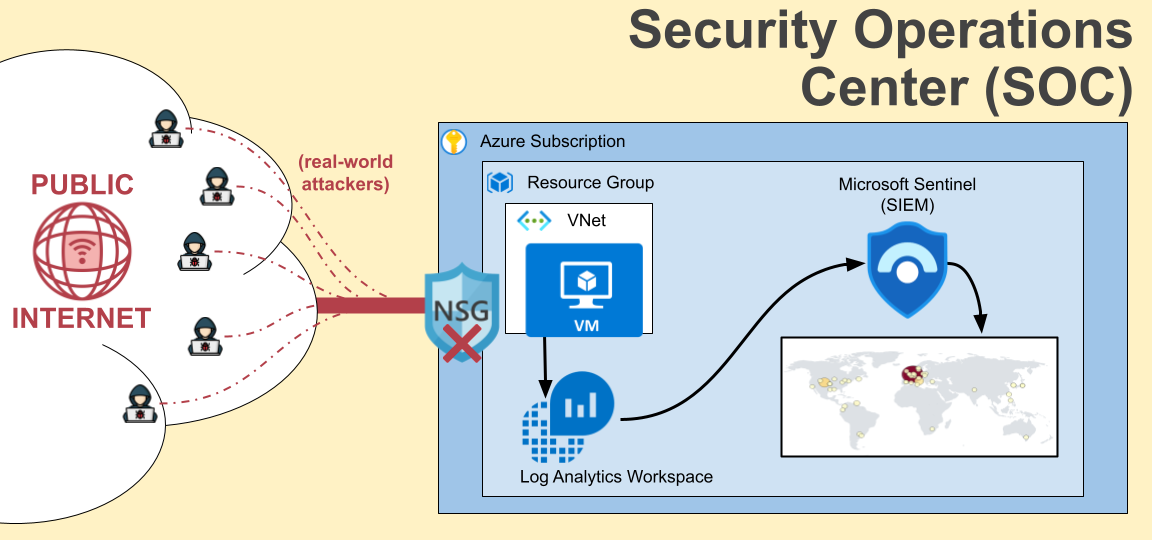 Security Operations
Center (SOC)
(real-world
attackers)
PUBLIC
INTERNET
Azure Subscription
Resource Group
VNet
VM
NSG
Log Analytics Workspace
Microsoft Sentinel
(SIEM)